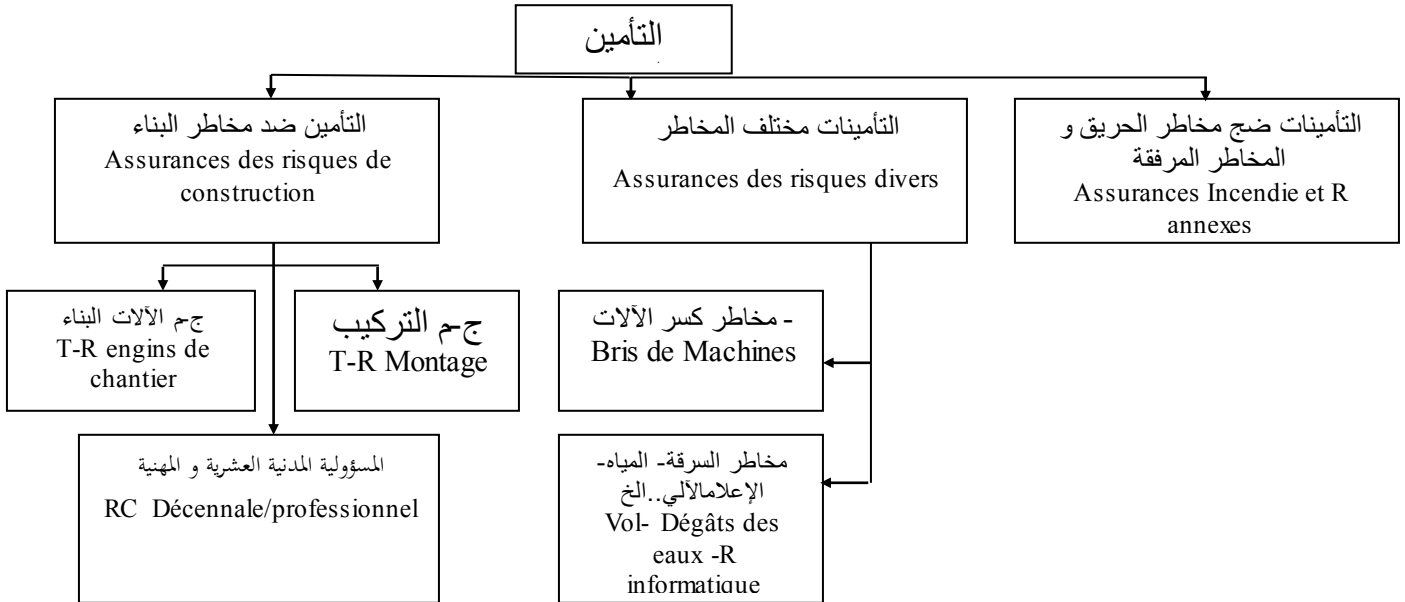 التأمين
التأمين ضد مخاطر البناء
Assurances des risques de
construction
التأمينات مختلف المخاطر
Assurances des risques divers
التأمينات ضج مخاطر الحريق و
المخاطر المرفقة
Assurances Incendie et R
annexes
ج-م الآلات البناء
T-R engins de
chantier
ج-م التركيب
T-R Montage
- مخاطر كسر الآلات
Bris de Machines
المسؤولية المدنية العشرية و المهنية
RC Décennale/professionnel
مخاطر السرقة- المياه-
الإعلامالآلي..الخ
Vol- Dégâts des
eaux -R
informatique